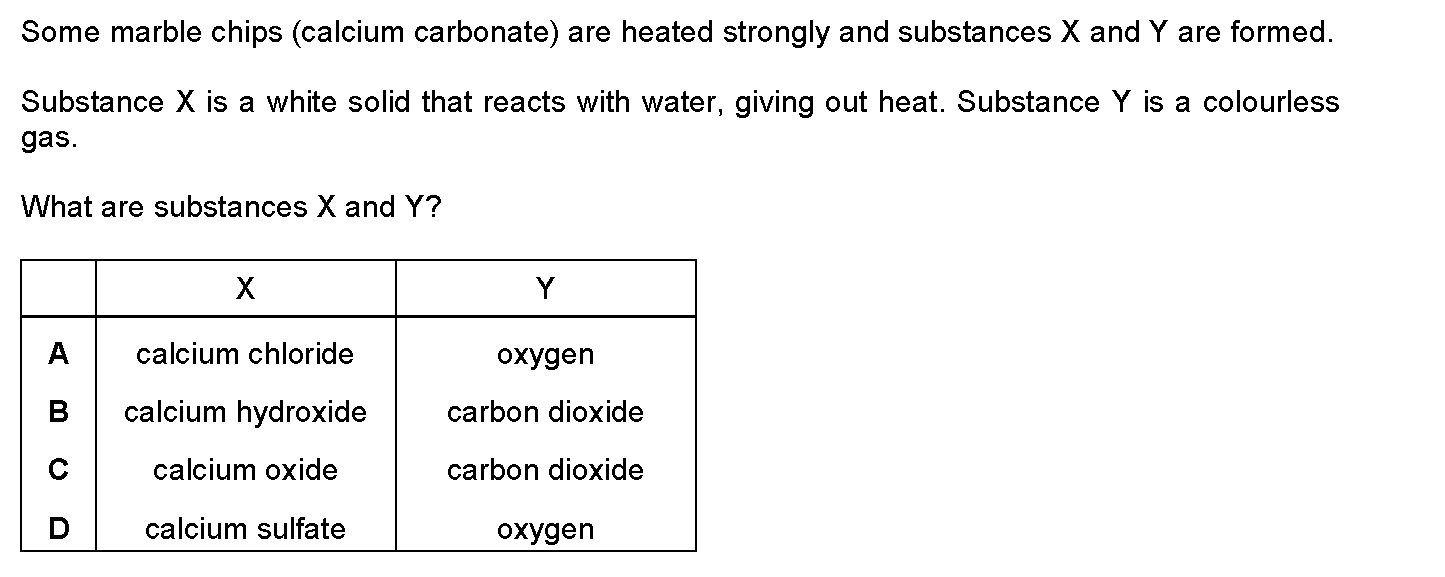 Some marble chips (calcium carbonate) are heated strongly and substances X and Y are formed.
Substance X is a white solid that reacts with water, giving out heat. Substance Y is a colourless
gas.
What are substances X and Y?
X Y
A calcium chloride oxygen
B calcium hydroxide carbon dioxide
C calcium oxide carbon dioxide
D calcium sulfate oxygen